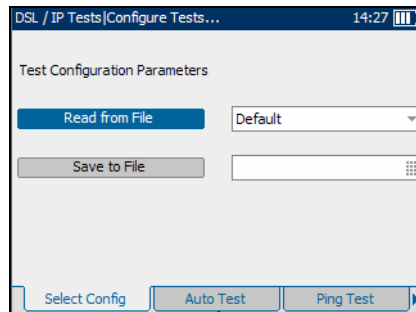 DSL / IP Tests|Configure Tests... 14:27
Test Configuration Parameters
Read from File Default
Save to File
Select Config Auto Test Ping Test